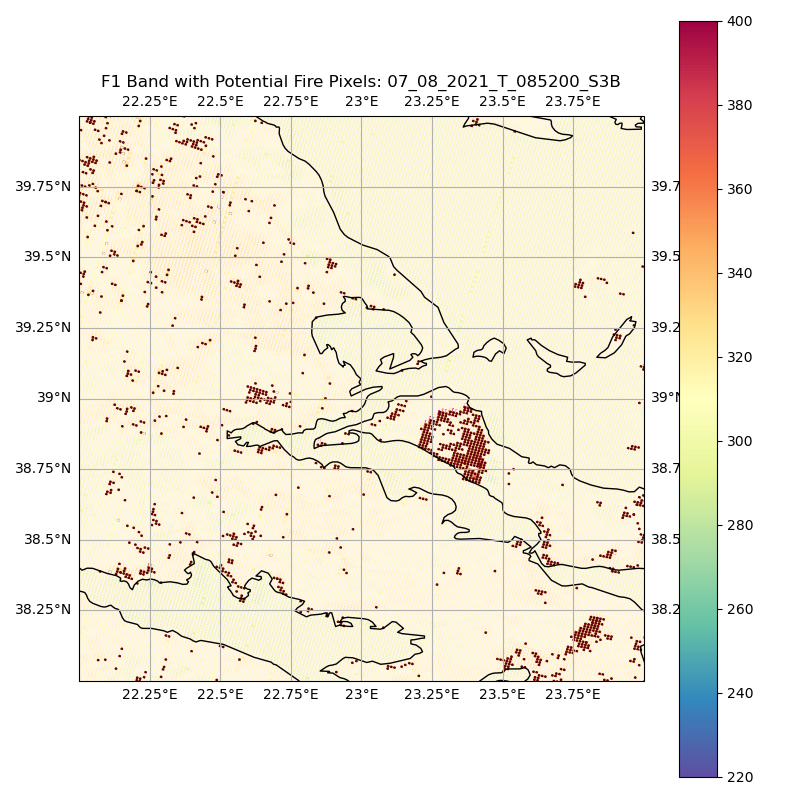 F1 Band with Potential Fire Pixels: 07_08_2021_T_085200_S3B
22.25°E 22.5°E 22.75°E 23°E 23.25°E 23.5°E 23.75°E
39.75°N 39.7
39.5°N 39.5
39.25°N 39.2
39°N 39°N
38.75°N 38.7
38.5°N 38.5
38.25°N 38.2
22.25°E 22.5°E 22.75°E 23°E 23.25°E 23.5°E 23.75°E
400
380
360
340
320
300
280
260
240
220